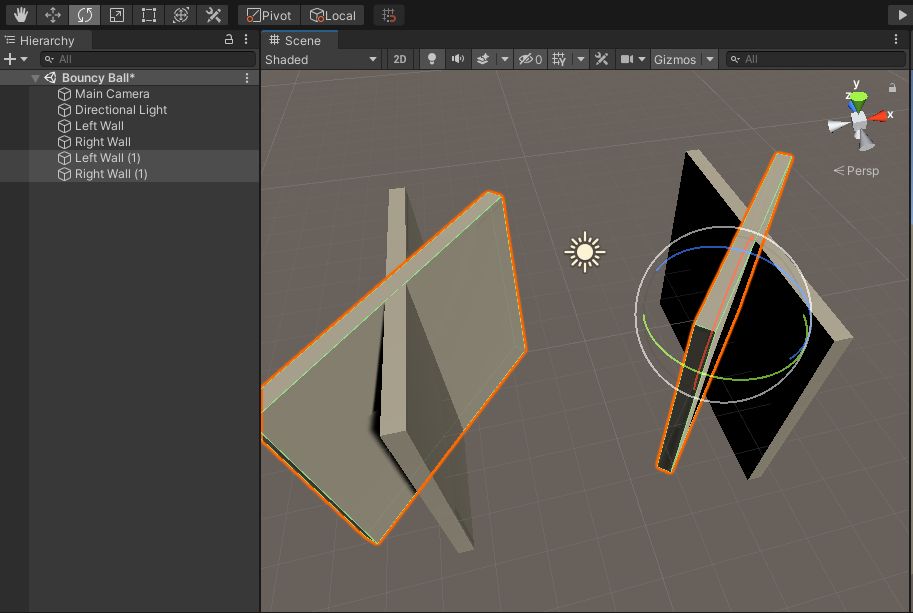 Pivot Local
Hierarchy
All
Bouncy Ball*
Main Camera
Directional Light
Left Wall
Right Wall
Left Wall (1)
Right Wall (1)
Scene
Shaded 2D 0 Gizmos All
y
z
x
Persp